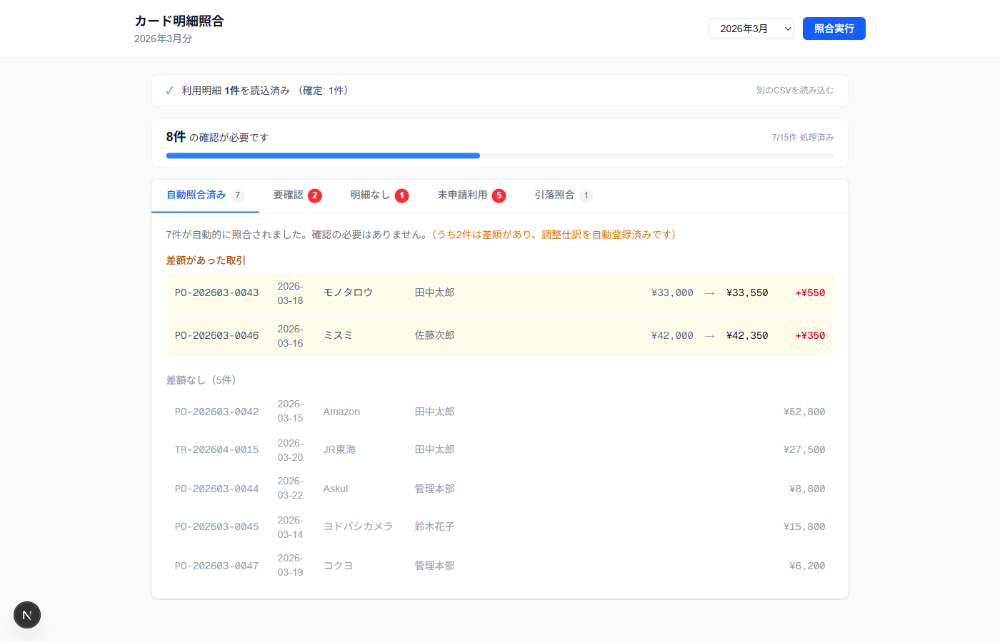 カード明細照合
2026年3月分
2026年3月
照合実行
✓ 利用明細 1件を読込済み （確定: 1件）
別のCSVを読み込む
8件 の確認が必要です
7/15件 処理済み
自動照合済み 7 要確認 2 明細なし 1 未申請利用 5 引落照合 1
7件が自動的に照合されました。確認の必要はありません。（うち2件は差額があり、調整仕訳を自動登録済みです）
差額があった取引
PO-202603-0043 2026-03-18 モノタロウ 田中太郎 ¥33,000 → ¥33,550 +¥550
PO-202603-0046 2026-03-16 ミスミ 佐藤次郎 ¥42,000 → ¥42,350 +¥350
差額なし（5件）
PO-202603-0042 2026-03-15 Amazon 田中太郎 ¥52,800
TR-202604-0015 2026-03-20 JR東海 田中太郎 ¥27,500
PO-202603-0044 2026-03-22 Askul 管理本部 ¥8,800
PO-202603-0045 2026-03-14 ヨドバシカメラ 鈴木花子 ¥15,800
PO-202603-0047 2026-03-19 コクヨ 管理本部 ¥6,200
N